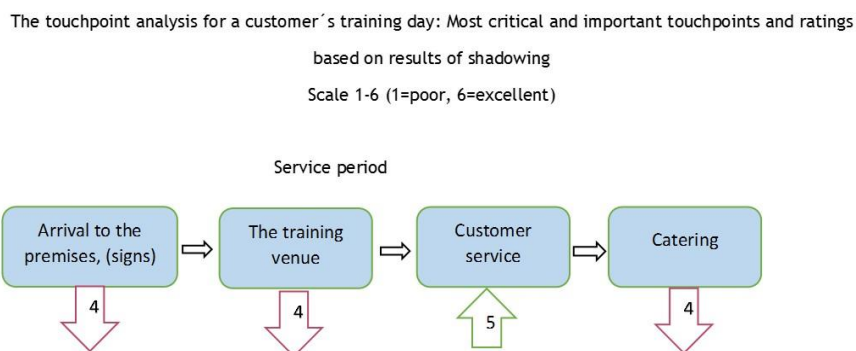 The touchpoint analysis for a customer´s training day: Most critical and important touchpoints and ratings
based on results of shadowing
Scale 1-6 (1=poor, 6=excellent)
Service period
Arrival to the
premises, (signs)
The training
venue
Customer
service
Catering
4
4
5
4